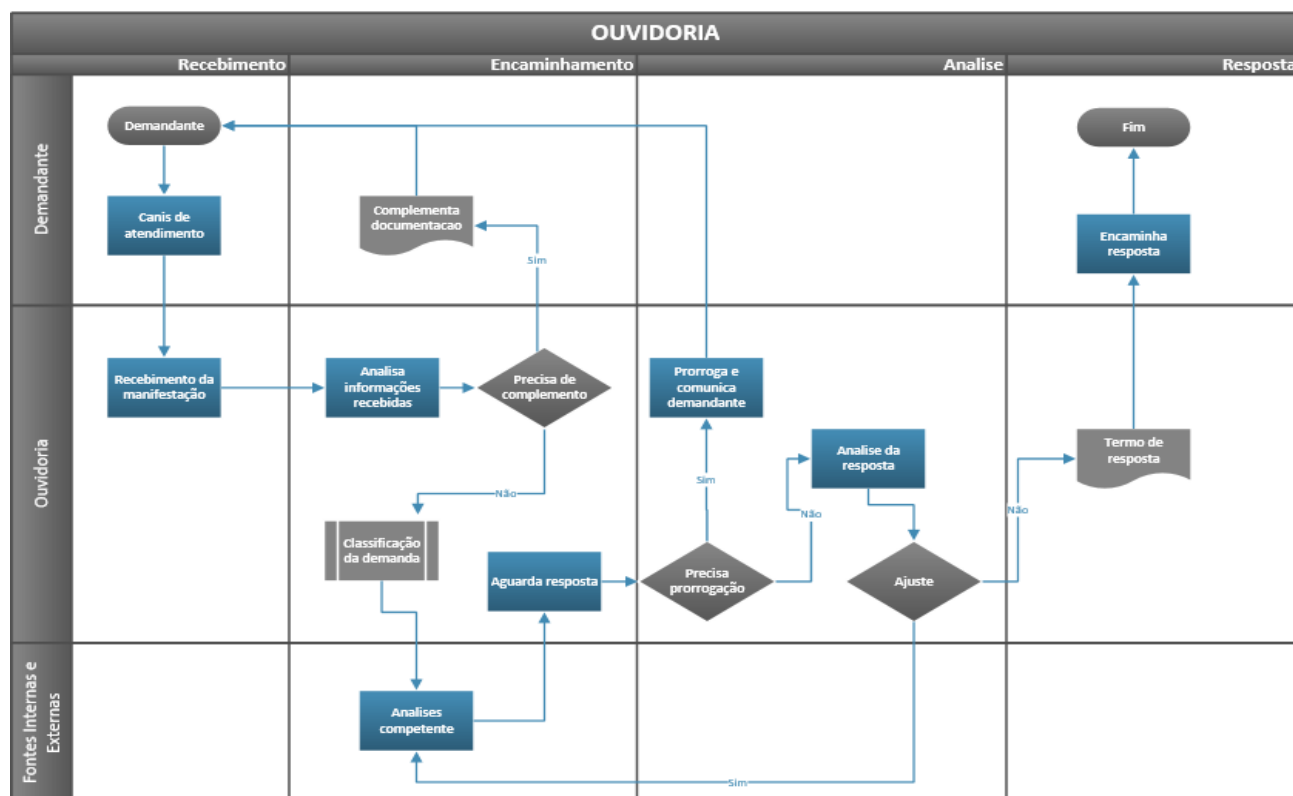 OUVIDORIA
Recebimento
Encaminhamento
Analise
Resposta
Demandante
Demandante
Canis de
atendimento
Complementa
documentacao
Sim
Fim
Encaminha
resposta
Ouvidoria
Recebimento da
manifestação
Analisa
informações
recebidas
Precisa de
complemento
Não
Classificação
da demanda
Aguarda resposta
Prorroga e
comunica
demandante
Sim
Precisa
prorrogação
Não
Analise da
resposta
Ajuste
Não
Termo de
resposta
Fontes Internas e
Externas
Analises
competente
Sim